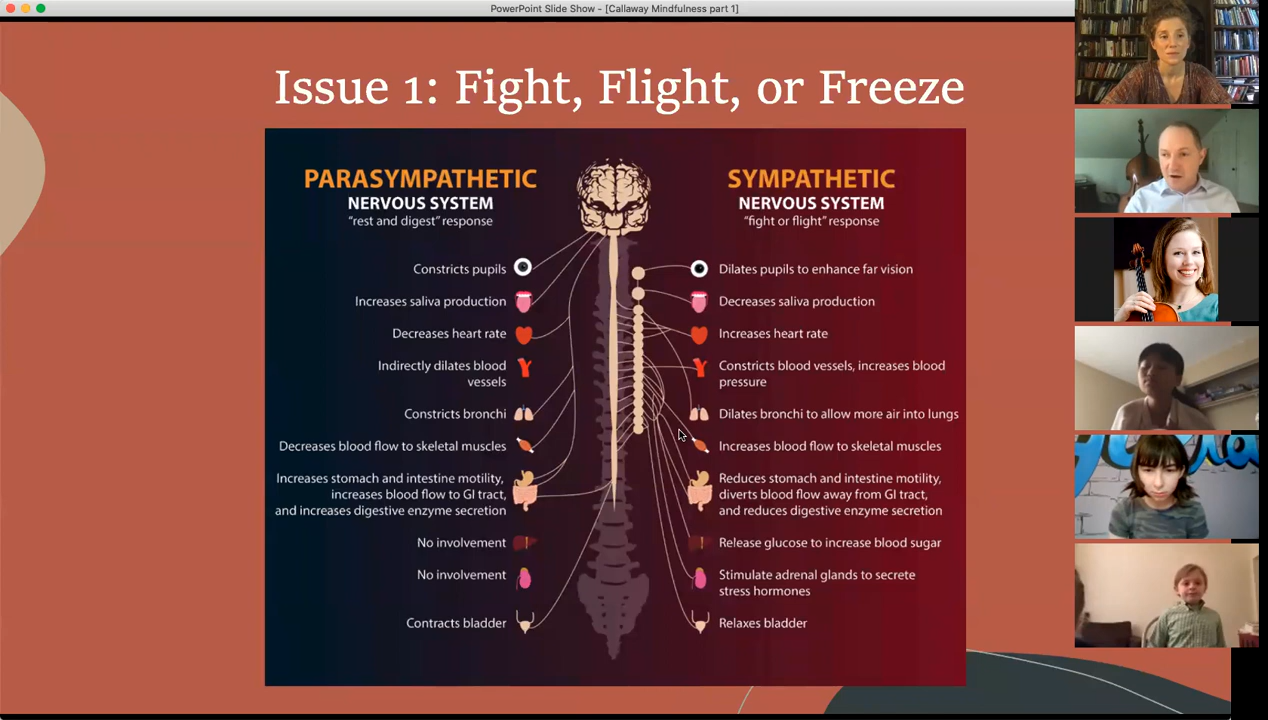 PowerPoint Slide Show - [Callaway Mindfulness part 1]
Issue 1: Fight, Flight, or Freeze
PARASYMPATHETIC
NERVOUS SYSTEM
“rest and digest” response
Constricts pupils
Increases saliva production
Decreases heart rate
Indirectly dilates blood
vessels
Constricts bronchi
Decreases blood flow to skeletal muscles
Increases stomach and intestine motility,
increases blood flow to GI tract,
and increases digestive enzyme secretion
No involvement
No involvement
Contracts bladder
SYMPATHETIC
NERVOUS SYSTEM
“fight or flight” response
Dilates pupils to enhance far vision
Decreases saliva production
Increases heart rate
Constricts blood vessels, increases blood
pressure
Dilates bronchi to allow more air into lungs
Increases blood flow to skeletal muscles
Reduces stomach and intestine motility,
diverts blood flow away from GI tract,
and reduces digestive enzyme secretion
Release glucose to increase blood sugar
Stimulate adrenal glands to secrete
stress hormones
Relaxes bladder